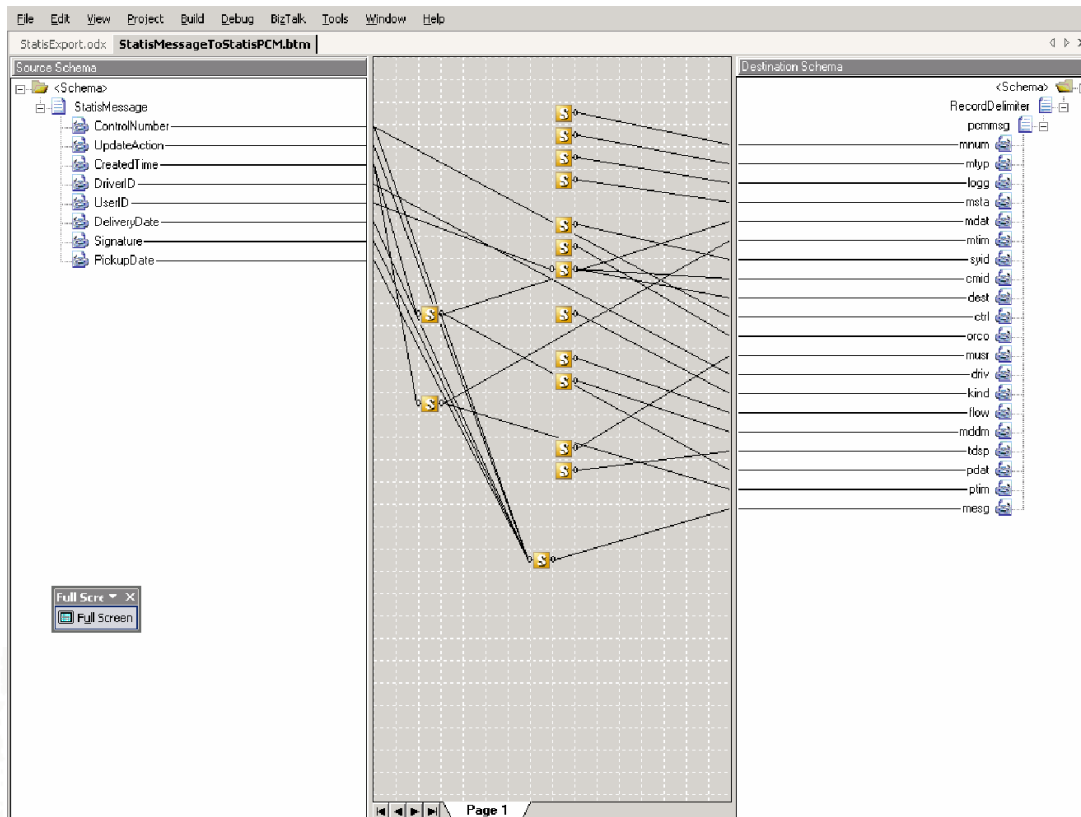 File Edit View Project Build Debug BizTalk Tools Window Help
StatisExport.odx StatisMessageToStatisPCM.btm
Source Schema
<Schema>
StatisMessage
ControlNumber
UpdateAction
CreatedTime
DriverID
UserID
DeliveryDate
Signature
PickupDate
Full Scre
Full Screen
Page 1
Destination Schema
<Schema>
RecordDelimiter
pcmmsg
mnum
mtyp
logg
msta
mdat
mtim
syid
cmid
dest
ctrl
orco
musr
driv
kind
flow
mddm
tdsp
pdat
ptim
mesg